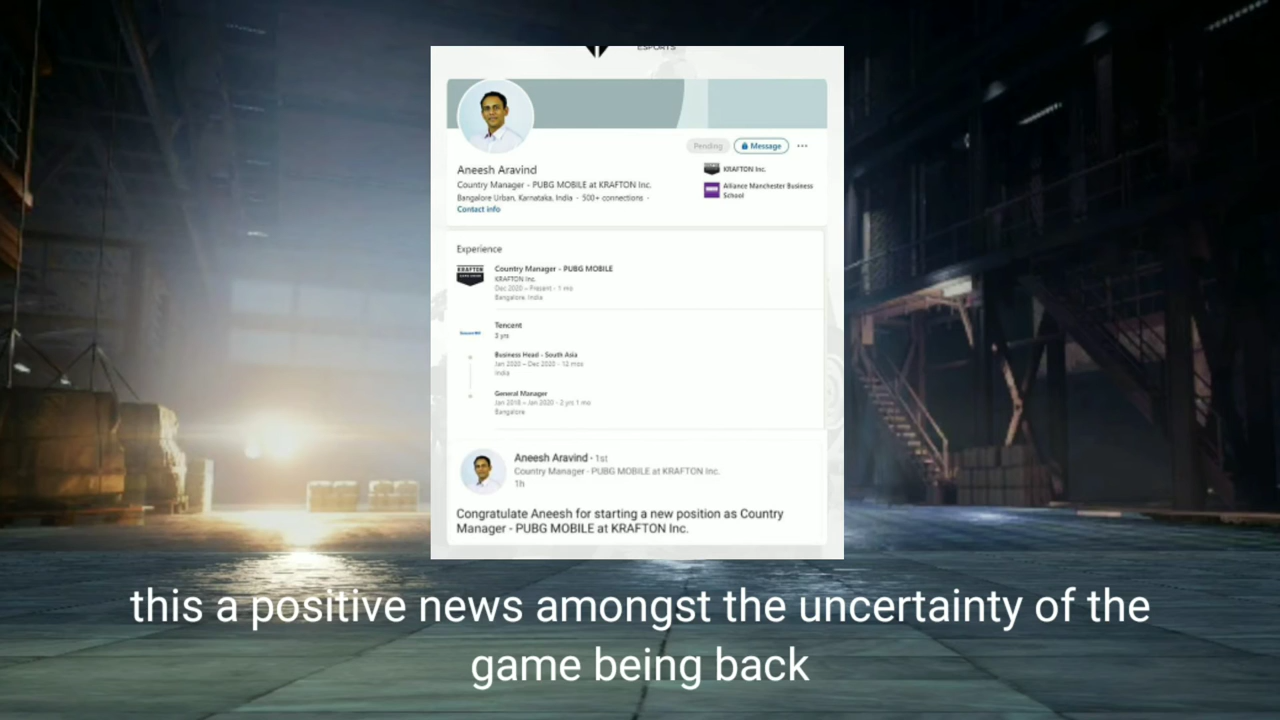 ESPORTS
Pending
Message
Aneesh Aravind
Country Manager - PUBG MOBILE at KRAFTON Inc.
Bangalore Urban, Karnataka, India - 500+ connections -
Contact info
KRAFTON Inc.
Alliance Manchester Business
School
Experience
KRAFTON
Country Manager - PUBG MOBILE
KRAFTON Inc.
Dec 2020 – Present - 1 mo
Bangalore, India
Tencent
3 yrs
Business Head - South Asia
Jan 2020 – Dec 2020 - 12 mos
India
General Manager
Jan 2018 – Jan 2020 - 2 yrs 1 mo
Bangalore
Aneesh Aravind · 1st
Country Manager - PUBG MOBILE at KRAFTON Inc.
1h
Congratulate Aneesh for starting a new position as Country
Manager - PUBG MOBILE at KRAFTON Inc.
this a positive news amongst the uncertainty of the
game being back